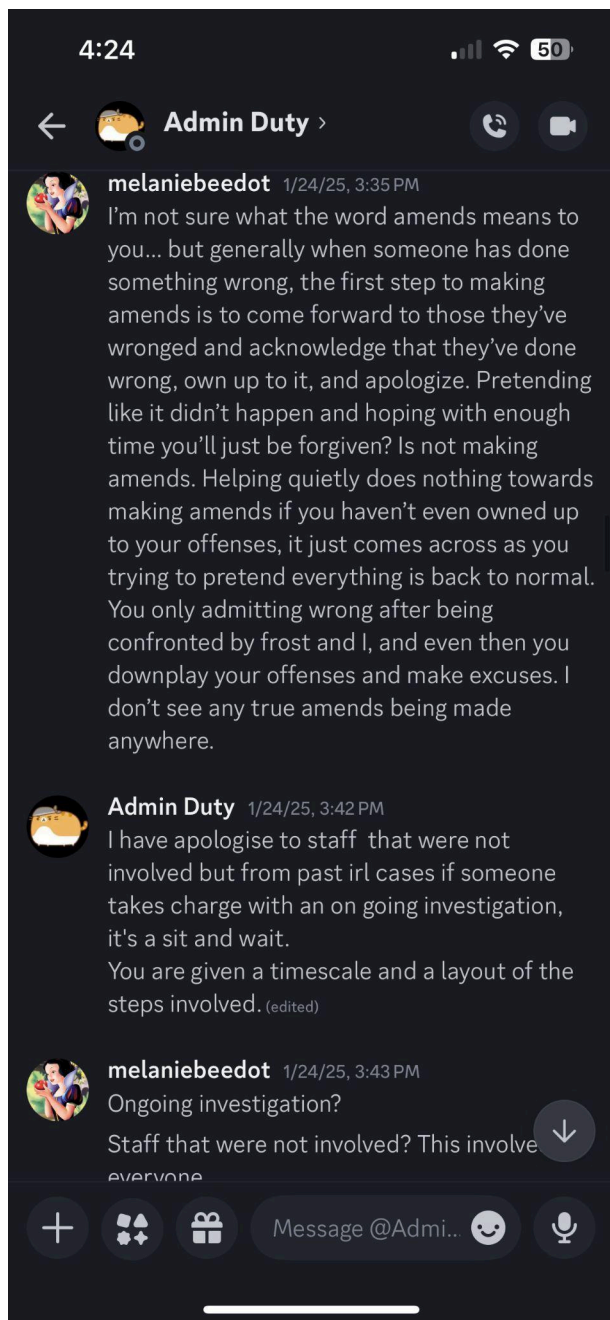 4:24
50
Admin Duty >
melaniebeedot 1/24/25, 3:35 PM
I'm not sure what the word amends means to
you... but generally when someone has done
something wrong, the first step to making
amends is to come forward to those they've
wronged and acknowledge that they've done
wrong, own up to it, and apologize. Pretending
like it didn't happen and hoping with enough
time you'll just be forgiven? Is not making
amends. Helping quietly does nothing towards
making amends if you haven't even owned up
to your offenses, it just comes across as you
trying to pretend everything is back to normal.
You only admitting wrong after being
confronted by frost and I, and even then you
downplay your offenses and make excuses. I
don't see any true amends being made
anywhere.
Admin Duty 1/24/25, 3:42 PM
I have apologise to staff that were not
involved but from past irl cases if someone
takes charge with an on going investigation,
it's a sit and wait.
You are given a timescale and a layout of the
steps involved. (edited)
melaniebeedot 1/24/25, 3:43 PM
Ongoing investigation?
Staff that were not involved? This involve
everyone
Message @Admi...